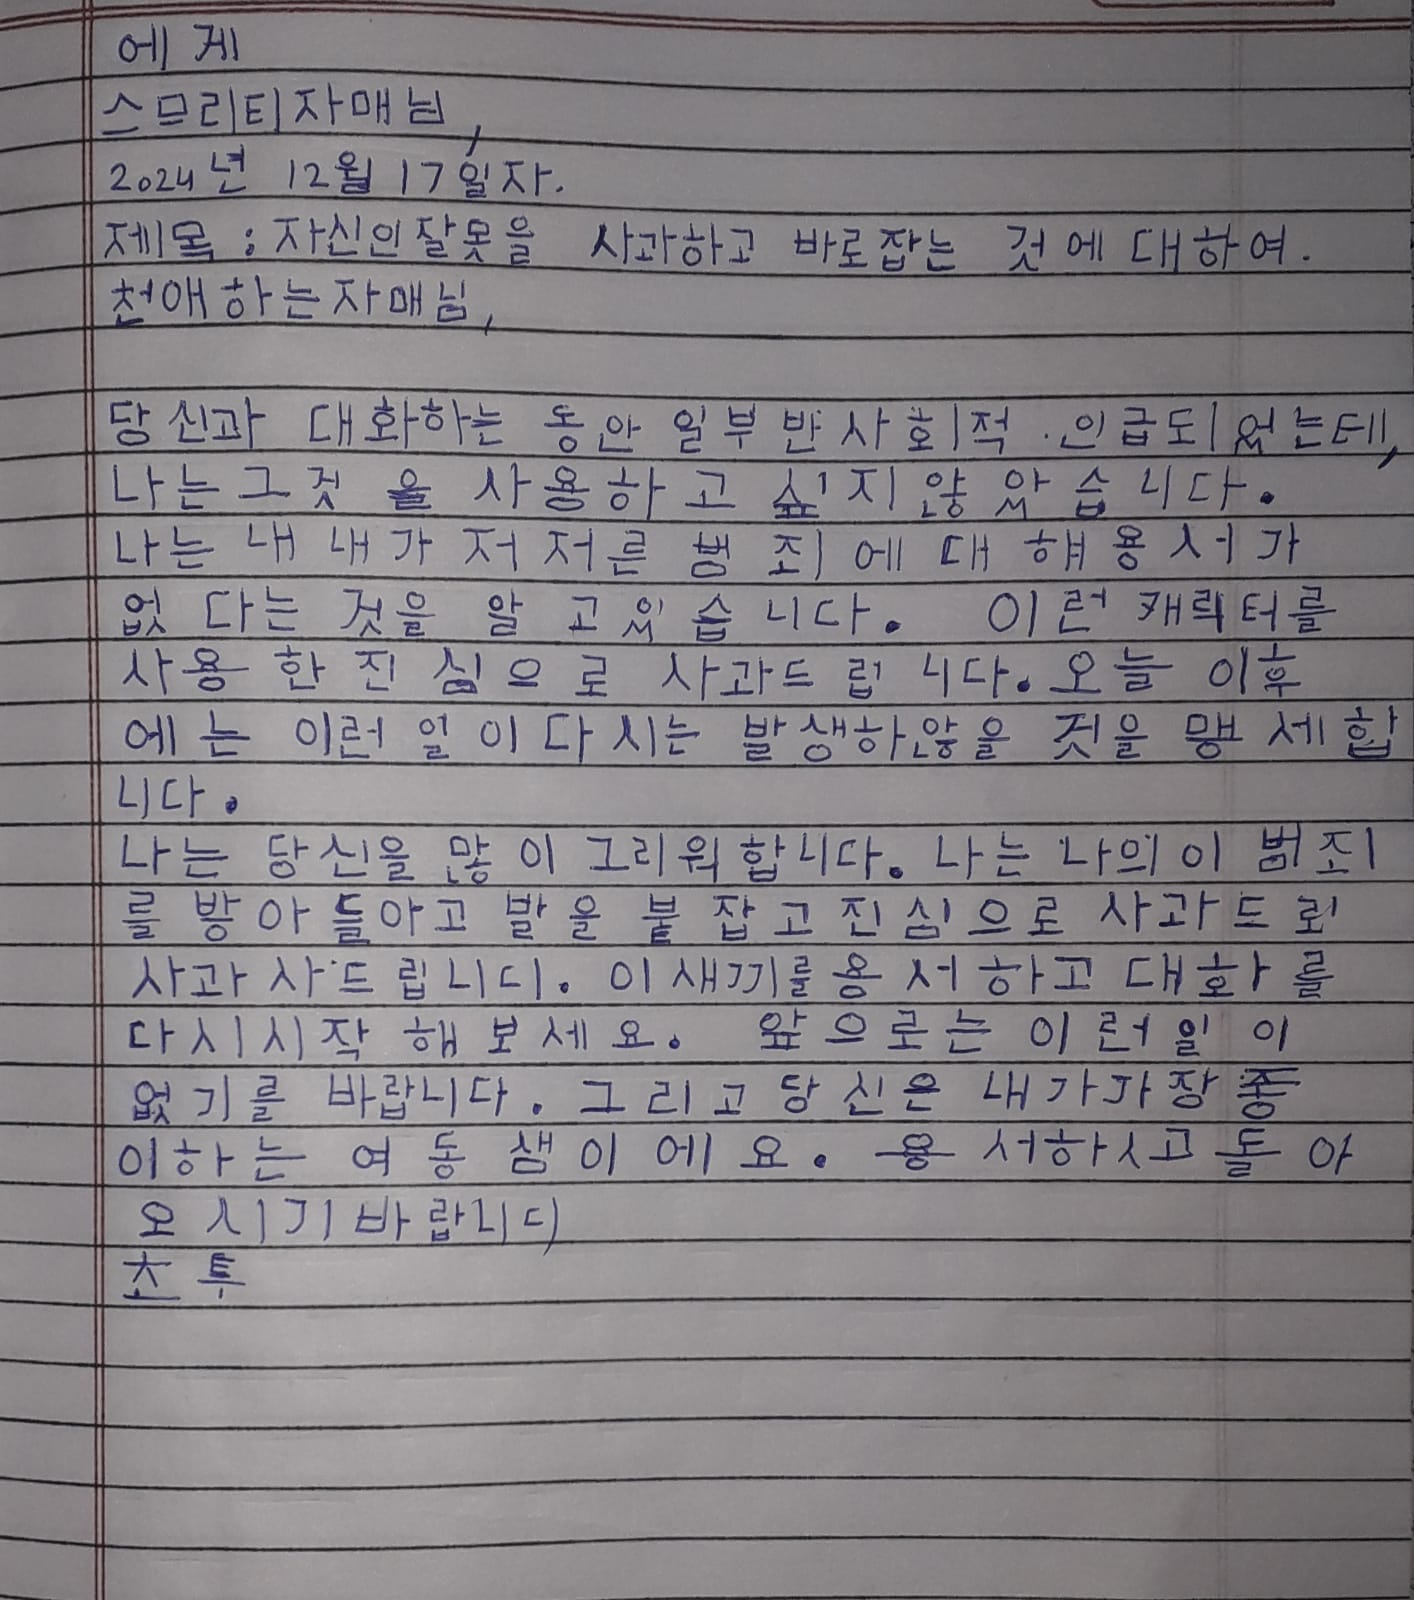 에게
스므리티자매님,
2024년 12월 17일자.
제목 : 자신의잘못을 사과하고 바로잡는 것에대하여.
천애하는자매님,
당신과 대화하는 동안 일부반사회적 인급되었는데,
나는그것 을 사용하고 싶지않았습니다.
나는 내 내가 저저른 범죄에대해용서가
없다는 것을 알고있습니다. 이런 캐릭터를
사용한진심으로 사과드립니다. 오늘 이후
에는 이런 일이다시는 발생하않을 것을 맹세합
니다.
나는 당신을 많이그리워합니다. 나는 나의이 범죄
를 방아들아고 발을 붙잡고진심으로 사과드리
사과사드립니디. 이새끼를용서하고대화를
다시시작 해보세요. 앞으로는 이런일이
없기를 바랍니다. 그리고당신은 내가가장좋
이하는 여동생이에요. 용서하시고돌아
오시기바랍니디
초투